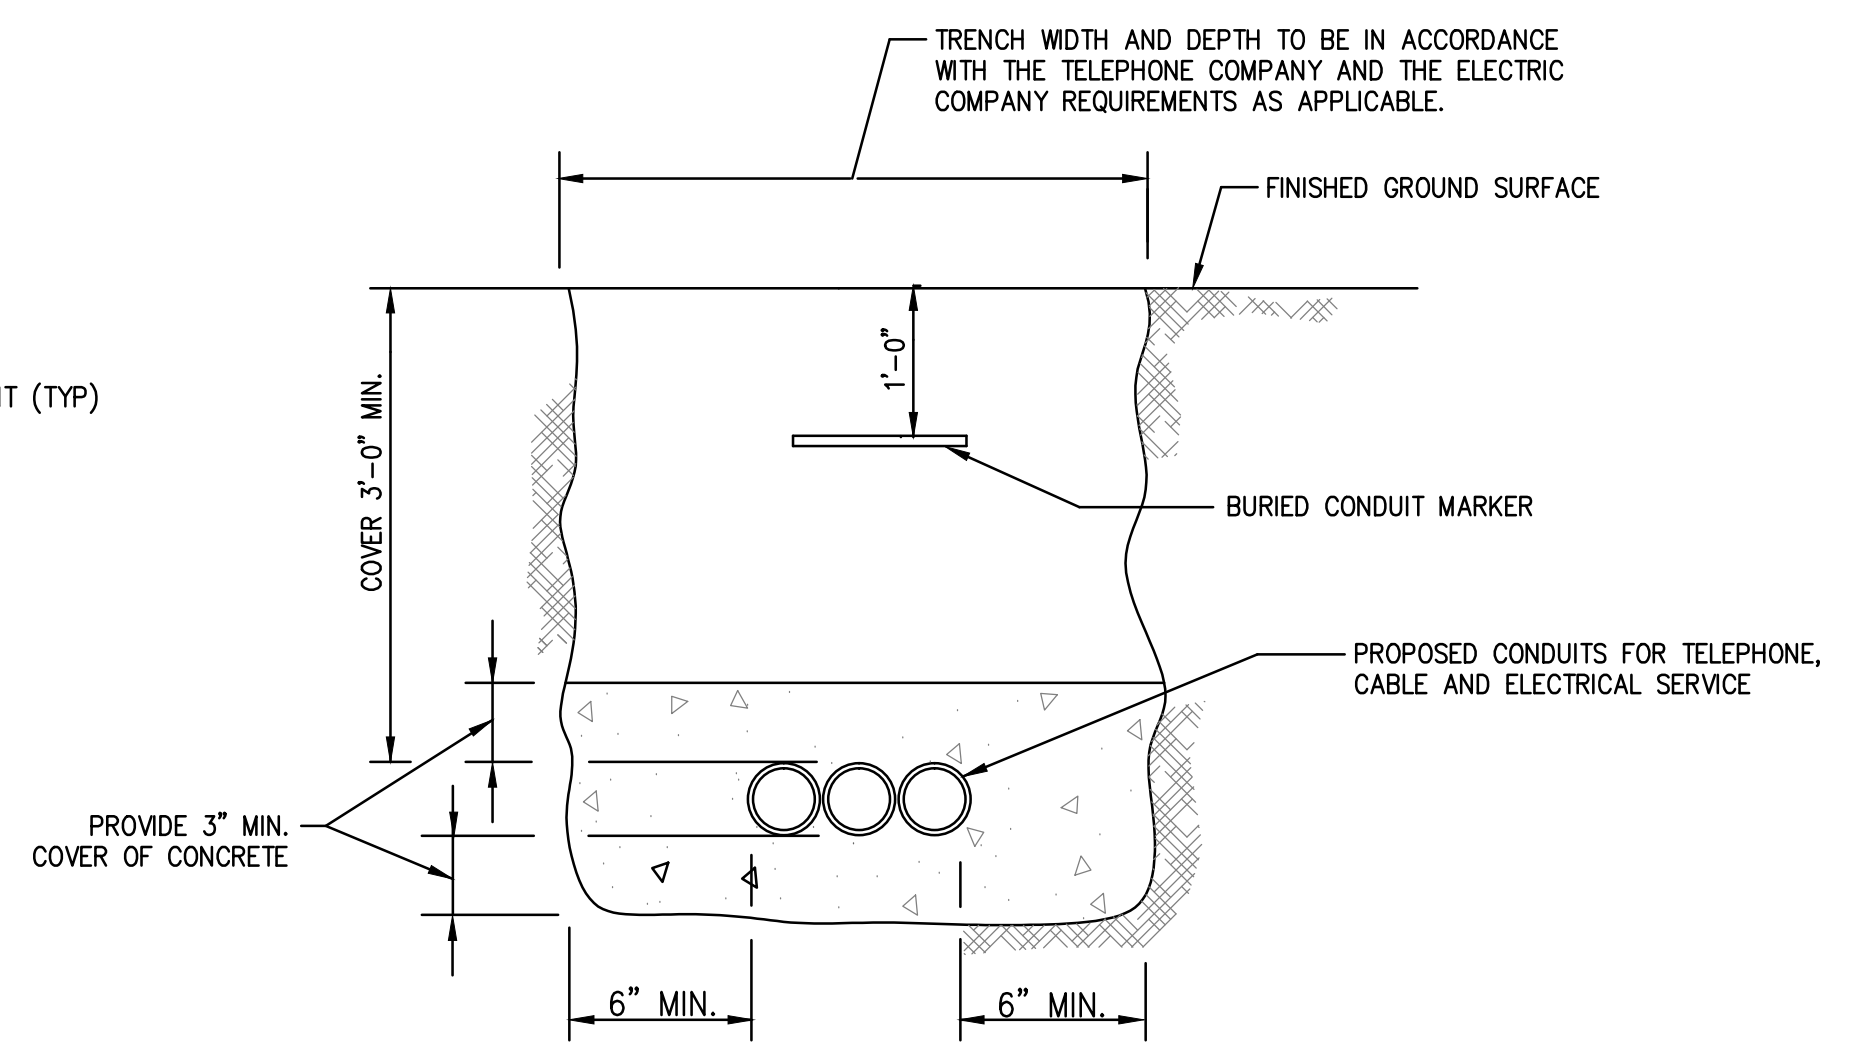 TRENCH WIDTH AND DEPTH TO BE IN ACCORDANCE
WITH THE TELEPHONE COMPANY AND THE ELECTRIC
COMPANY REQUIREMENTS AS APPLICABLE.
FINISHED GROUND SURFACE
1'-0"
(TYP)
COVER 3'-0" MIN.
BURIED CONDUIT MARKER
PROPOSED CONDUITS FOR TELEPHONE,
CABLE AND ELECTRICAL SERVICE
PROVIDE 3" MIN.
COVER OF CONCRETE
6" MIN.
6" MIN.